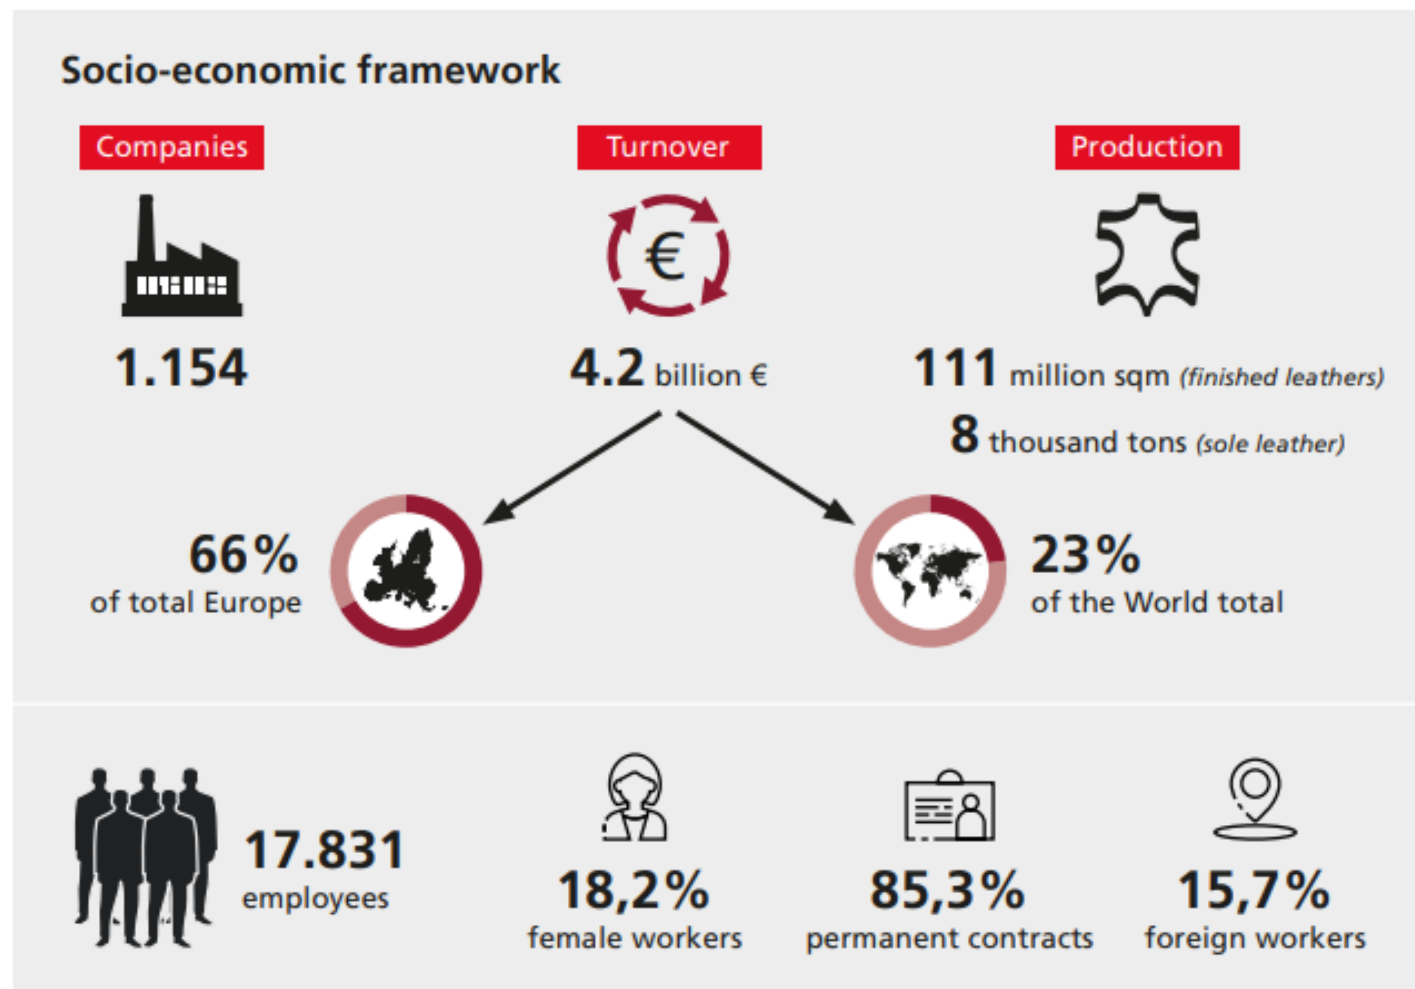 Socio-economic framework
Companies
Turnover
Production
€
1.154
4.2 billion €
111 million sqm (finished leathers)
8 thousand tons (sole leather)
66%
of total Europe
23%
of the World total
17.831
employees
18,2%
female workers
85,3%
permanent contracts
15,7%
foreign workers